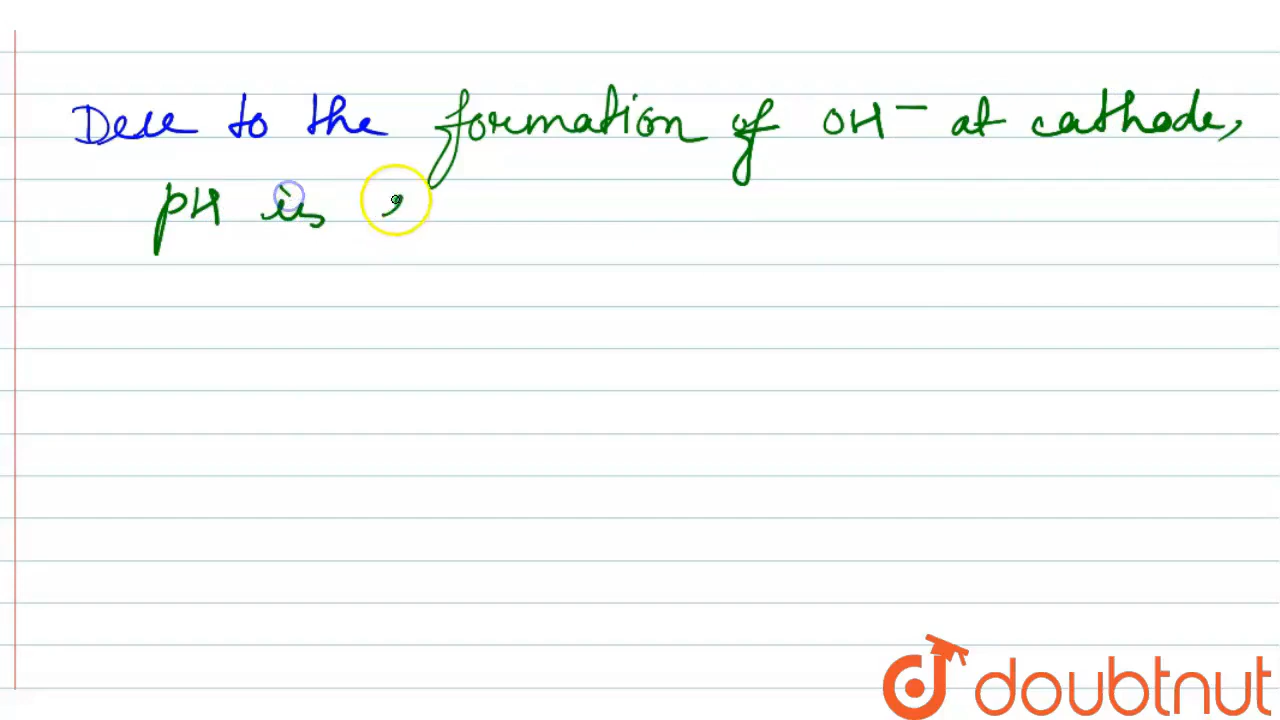 Due to the formation of OH⁻ at cathode,
pH is
doubtnut